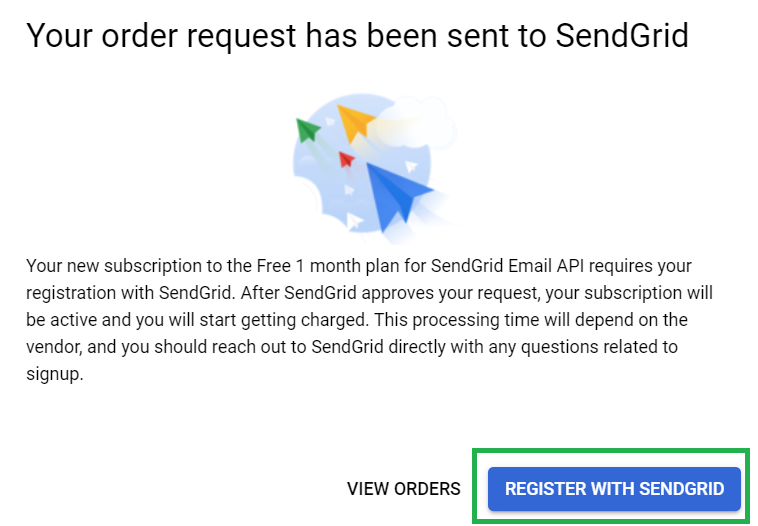 Your order request has been sent to SendGrid
Your new subscription to the Free 1 month plan for SendGrid Email API requires your
registration with SendGrid. After SendGrid approves your request, your subscription will
be active and you will start getting charged. This processing time will depend on the
vendor, and you should reach out to SendGrid directly with any questions related to
signup.
VIEW ORDERS REGISTER WITH SENDGRID